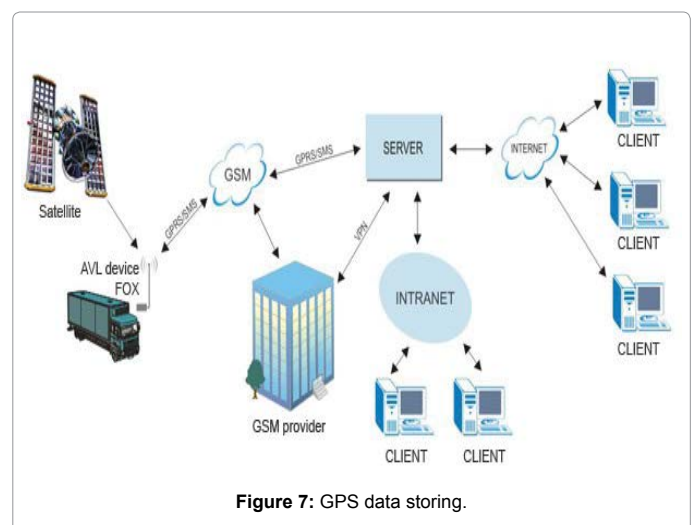 Satellite
AVL device
FOX
GPRS/SMS
GSM
GPRS/SMS
GSM provider
VPN
SERVER
INTRANET
CLIENT
CLIENT
INTERNET
CLIENT
CLIENT
CLIENT
Figure 7: GPS data storing.